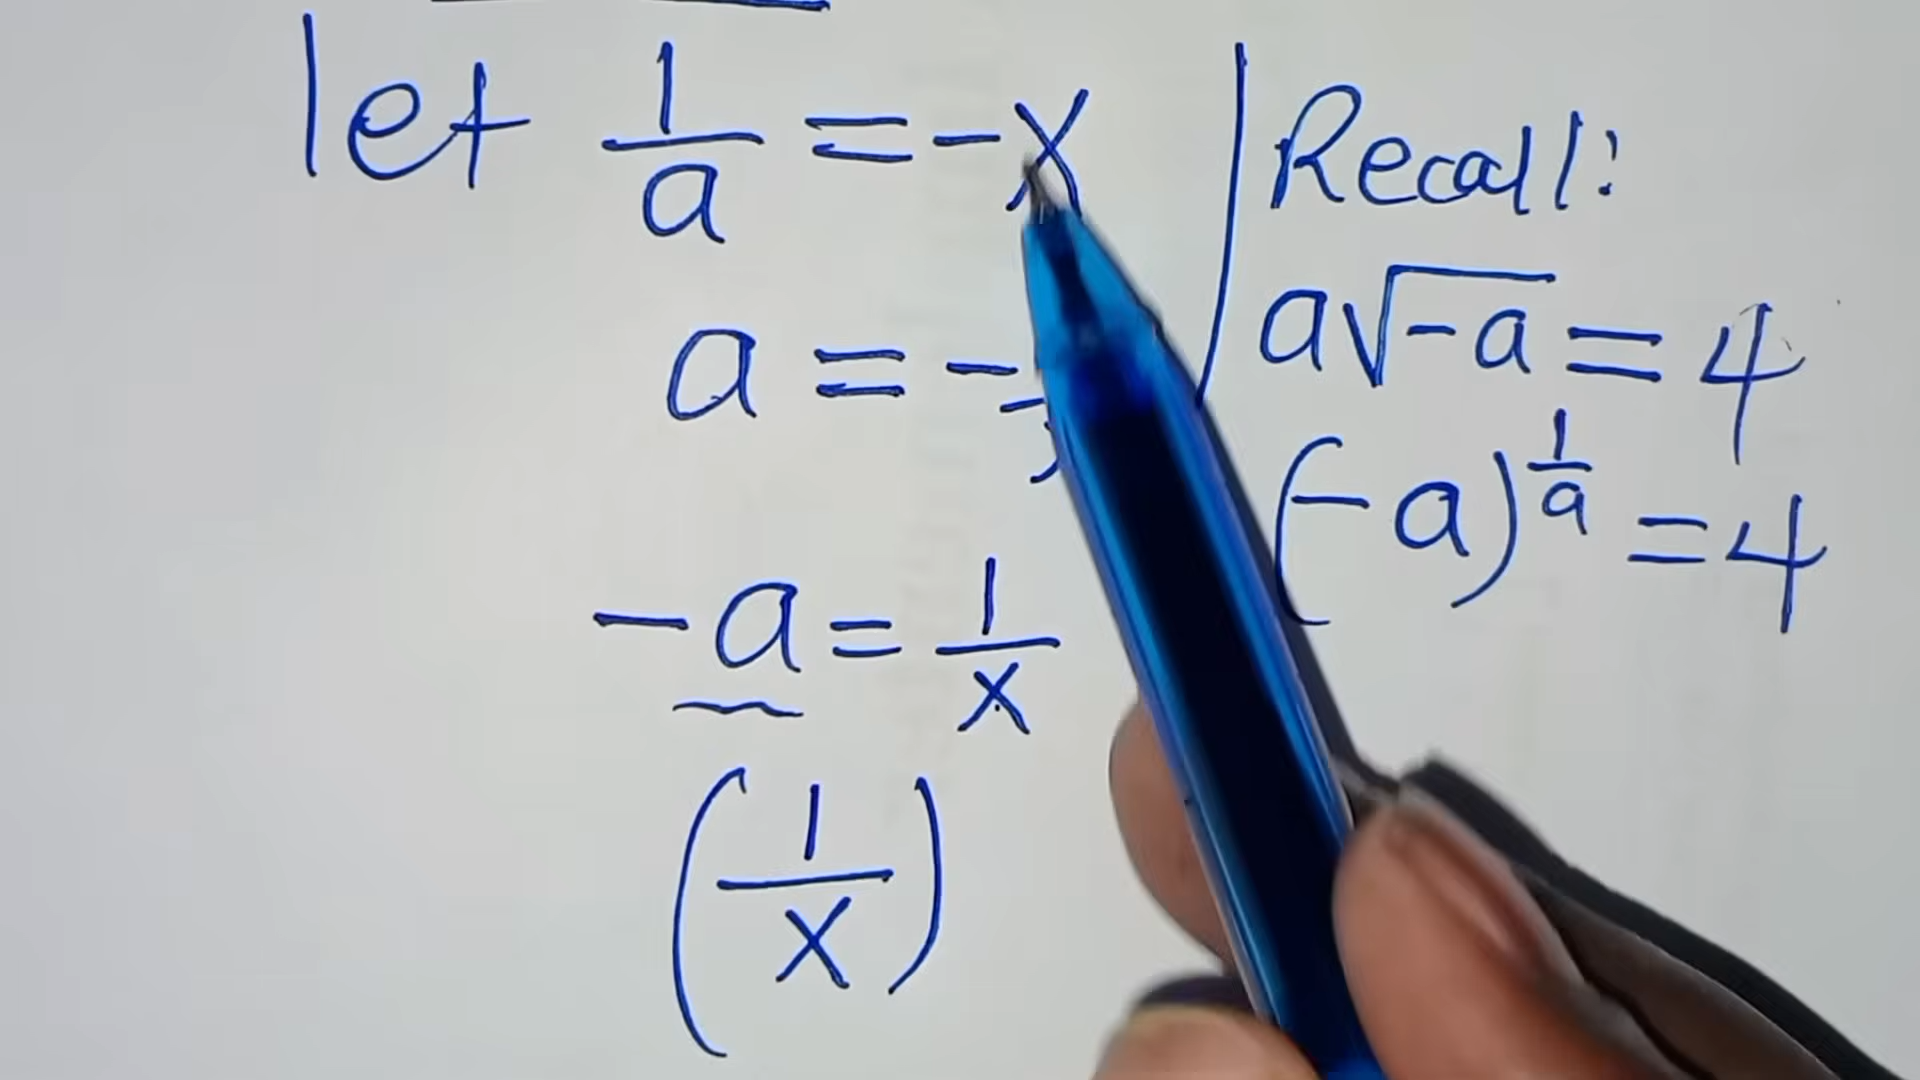 let 1/a = -x
a = -
-a = 1/x
(1/x)
Recall:
a√-a = 4
(-a)^1/a = 4